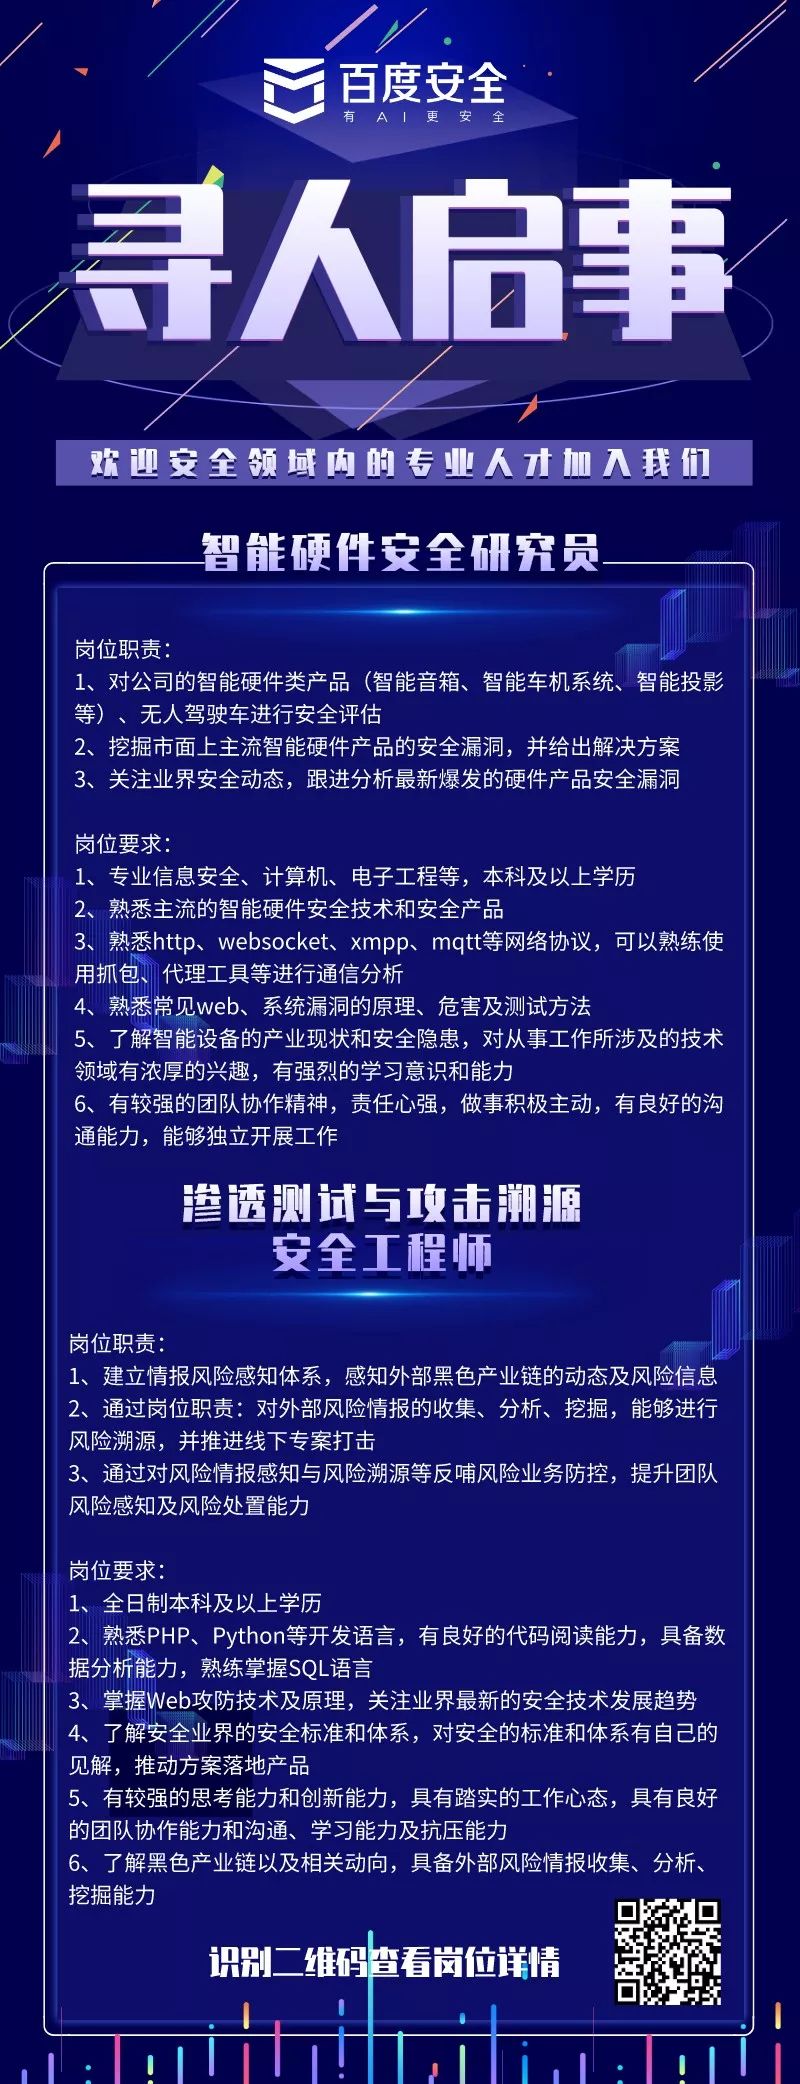 百度安全
有AI更安全
寻人启事
欢迎安全领域内的专业人才加入我们
智能硬件安全研究员
岗位职责：
1、对公司的智能硬件类产品（智能音箱、智能车机系统、智能投影
等）、无人驾驶车进行安全评估
2、挖掘市面上主流智能硬件产品的安全漏洞，并给出解决方案
3、关注业界安全动态，跟进分析最新爆发的硬件产品安全漏洞
岗位要求：
1、专业信息安全、计算机、电子工程等，本科及以上学历
2、熟悉主流的智能硬件安全技术和安全产品
3、熟悉http、websocket、xmpp、mqtt等网络协议，可以熟练使
用抓包、代理工具等进行通信分析
4、熟悉常见web、系统漏洞的原理、危害及测试方法
5、了解智能设备的产业现状和安全隐患，对从事工作所涉及的技术
领域有浓厚的兴趣，有强烈的学习意识和能力
6、有较强的团队协作精神，责任心强，做事积极主动，有良好的沟
通能力，能够独立开展工作
渗透测试与攻击溯源
安全工程师
岗位职责：
1、建立情报风险感知体系，感知外部黑色产业链的动态及风险信息
2、通过岗位职责：对外部风险情报的收集、分析、挖掘，能够进行
风险溯源，并推进线下专案打击
3、通过对风险情报感知与风险溯源等反哺风险业务防控，提升团队
风险感知及风险处置能力
岗位要求：
1、全日制本科及以上学历
2、熟悉PHP、Python等开发语言，有良好的代码阅读能力，具备数
据分析能力，熟练掌握SQL语言
3、掌握Web攻防技术及原理，关注业界最新的安全技术发展趋势
4、了解安全业界的安全标准和体系，对安全的标准和体系有自己的
见解，推动方案落地产品
5、有较强的思考能力和创新能力，具有踏实的工作心态，具有良好
的团队协作能力和沟通、学习能力及抗压能力
6、了解黑色产业链以及相关动向，具备外部风险情报收集、分析、
挖掘能力
识别二维码查看岗位详情